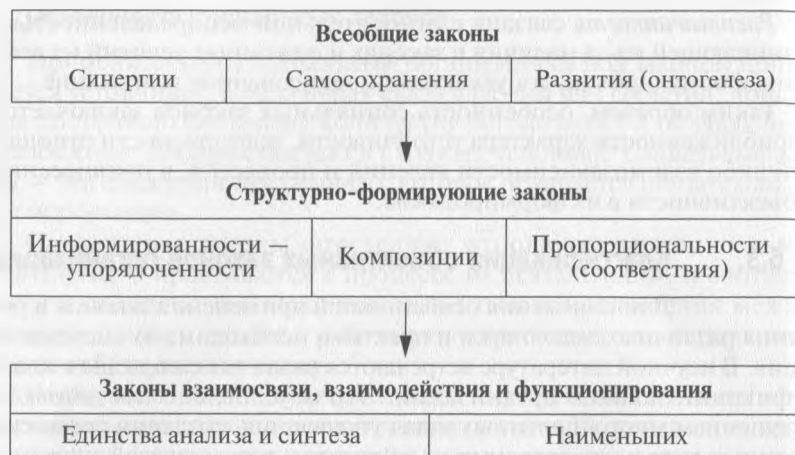 Всеобщие законы
Синергии Самосохранения Развития (онтогенеза)
Структурно-формирующие законы
Информированности — упорядоченности Композиции Пропорциональности (соответствия)
Законы взаимосвязи, взаимодействия и функционирования
Единства анализа и синтеза Наименьших